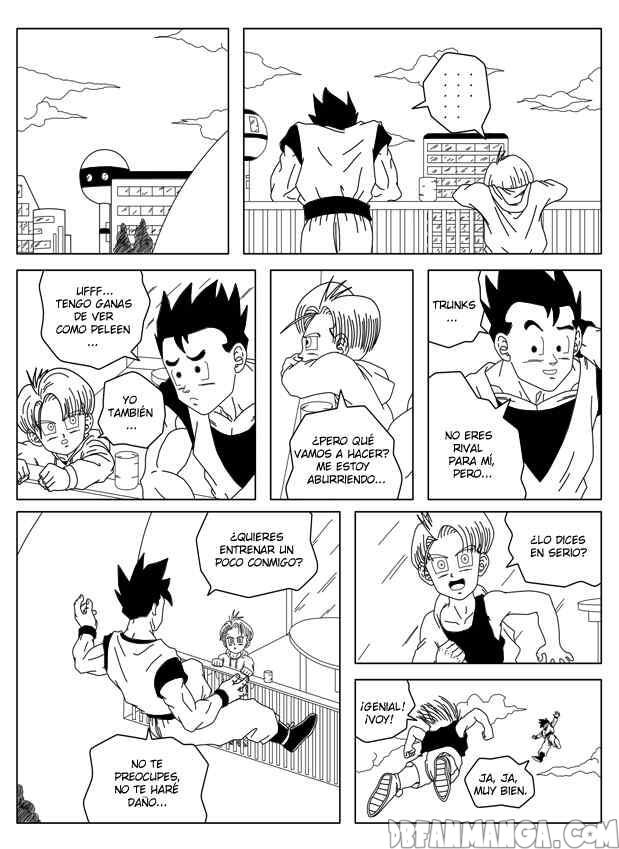 UFFF...
TENGO GANAS
DE VER
COMO PELEEN
...
YO
TAMBIÉN
...
¿PERO QUÉ
VAMOS A HACER?
ME ESTOY
ABURRIENDO...
TRUNKS
...
NO ERES
RIVAL
PARA MÍ,
PERO...
¿QUIERES
ENTRENAR UN
POCO CONMIGO?
NO TE
PREOCUPES,
NO TE HARÉ
DAÑO...
¿LO DICES
EN SERIO?
¡GENIAL!
¡VOY!
JA, JA,
MUY BIEN.
DBFANMANGA.COM